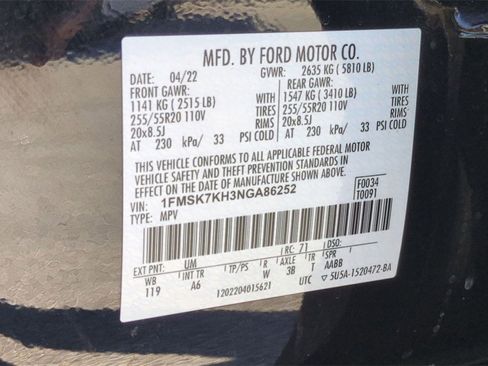 MFD. BY FORD MOTOR CO.
DATE: 04/22 GVWR: 2635 KG ( 5810 LB)
FRONT GAWR: REAR GAWR:
1141 KG ( 2515 LB) WITH 1547 KG ( 3410 LB) WITH
255/55R20 110V TIRES 255/55R20 110V TIRES
20x8.5J RIMS 20x8.5J RIMS
AT 230 kPa/ 33 PSI COLD AT 230 kPa/ 33 PSI COLD
THIS VEHICLE CONFORMS TO ALL APPLICABLE FEDERAL MOTOR
VEHICLE SAFETY AND THEFT PREVENTION STANDARDS IN
EFFECT ON THE DATE OF MANUFACTURE SHOWN ABOVE.
VIN: 1FMSK7KH3NGA86252 F0034
TYPE: MPV T0091
EXT PNT: UM RC: 71 DSO:
WB INT TR TP/PS R AXLE TR SPR
119 A6 W 3B T AABB
1202204015621 UTC ▽ 5U5A-1520472-BA